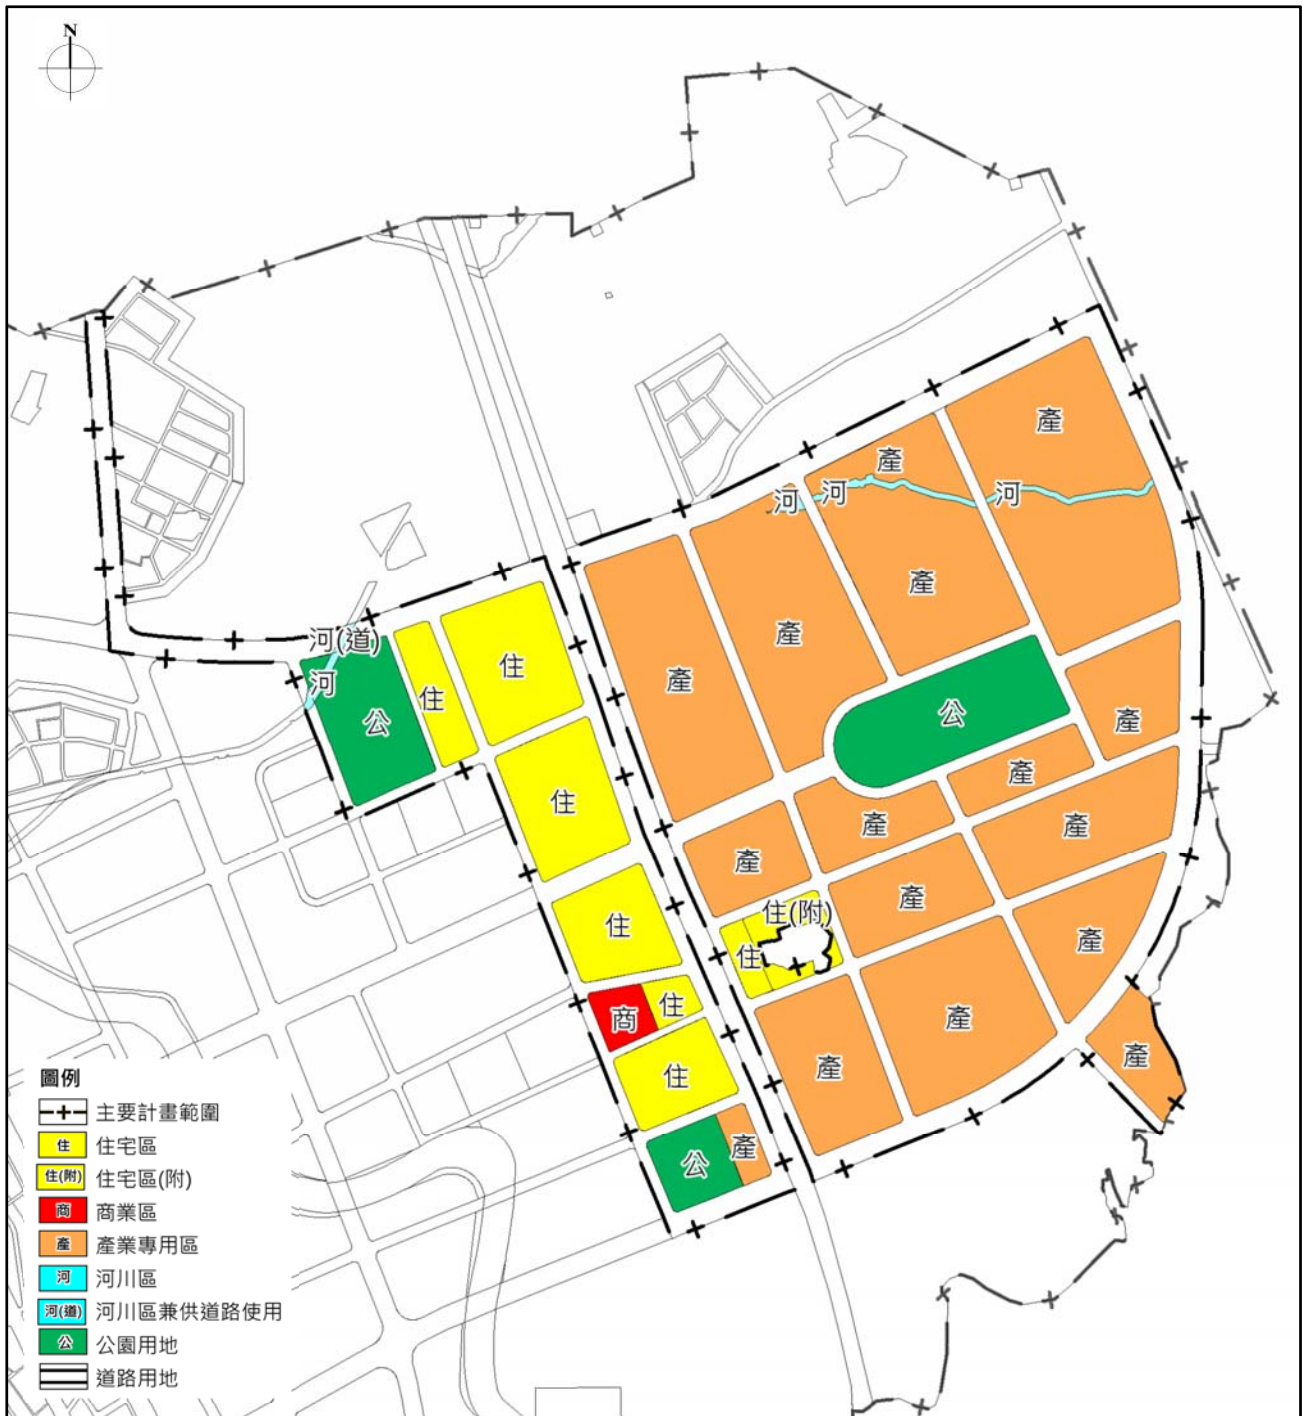 N
產
產
河
河
河
產
產
河(道)
住
產
河
住
公
公
產
產
住
產
產
產
產
住(附)
產
住
產
住
住
商
產
產
產
住
產
公
圖例
主要計畫範圍
住 住宅區
住(附) 住宅區(附)
商 商業區
產 產業專用區
河 河川區
河(道) 河川區兼供道路使用
公 公園用地
道路用地